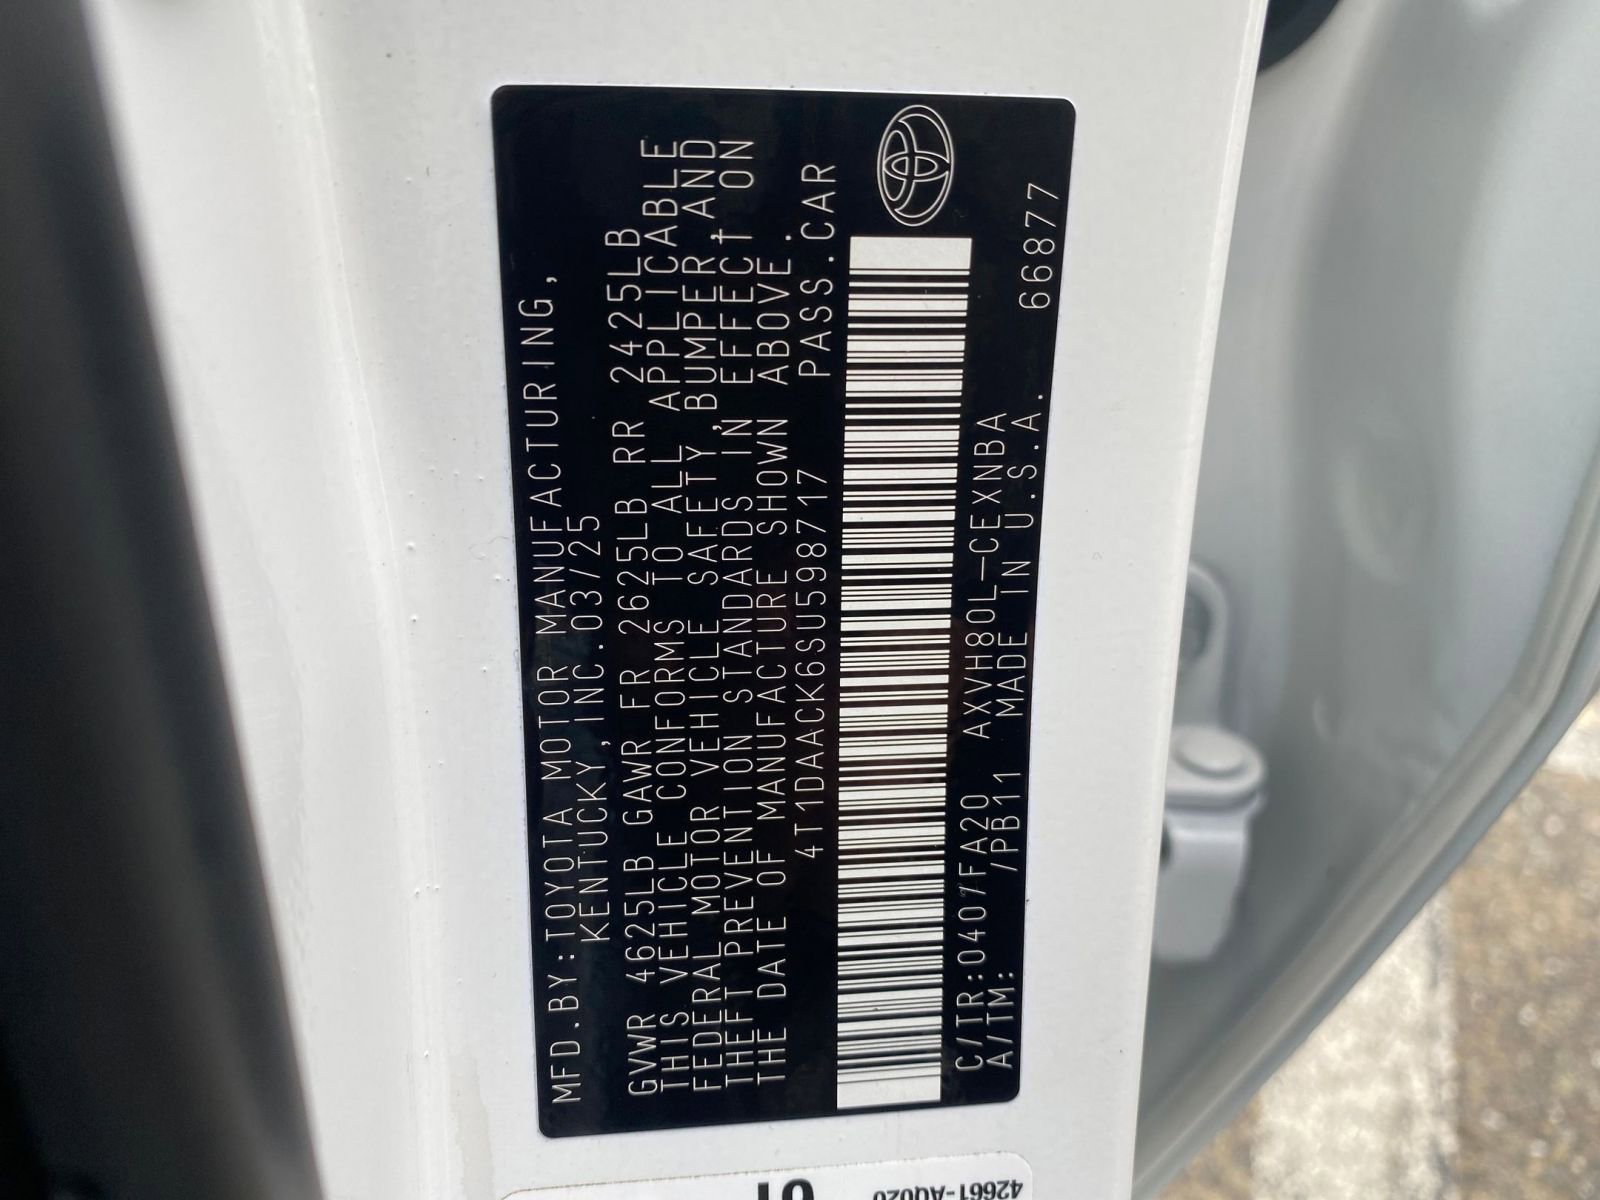 MFD.BY:TOYOTA MOTOR MANUFACTURING,
KENTUCKY,INC.03/25
GVWR 4625LB GAWR FR 2625LB RR 2425LB
THIS VEHICLE CONFORMS TO ALL APPLICABLE
FEDERAL MOTOR VEHICLE SAFETY,BUMPER,AND
THEFT PREVENTION STANDARDS IN EFFECT ON
THE DATE OF MANUFACTURE SHOWN ABOVE.
4T1DAACK6SU598717 PASS.CAR
C/TR:040/FA20 AXVH80L-CEXNBA
A/TM: /PB11 MADE IN U.S.A. 66877
42661-AQ020